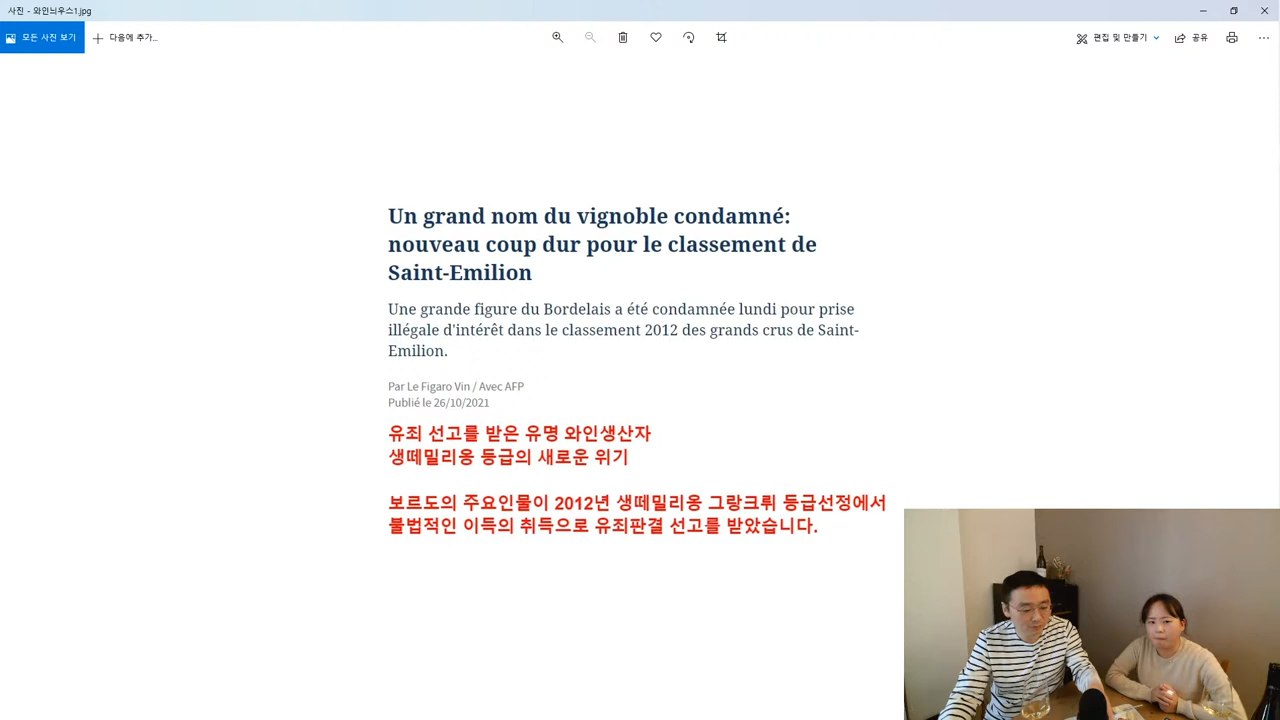 사진 - 와인늬우스1.jpg
모든 사진 보기
다음에 추가...
편집 및 만들기
공유
Un grand nom du vignoble condamné:
nouveau coup dur pour le classement de
Saint-Emilion
Une grande figure du Bordelais a été condamnée lundi pour prise
illégale d'intérêt dans le classement 2012 des grands crus de Saint-
Emilion.
Par Le Figaro Vin / Avec AFP
Publié le 26/10/2021
유죄 선고를 받은 유명 와인생산자
생떼밀리옹 등급의 새로운 위기
보르도의 주요인물이 2012년 생떼밀리옹 그랑크뤼 등급선정에서
불법적인 이득의 취득으로 유죄판결 선고를 받았습니다.